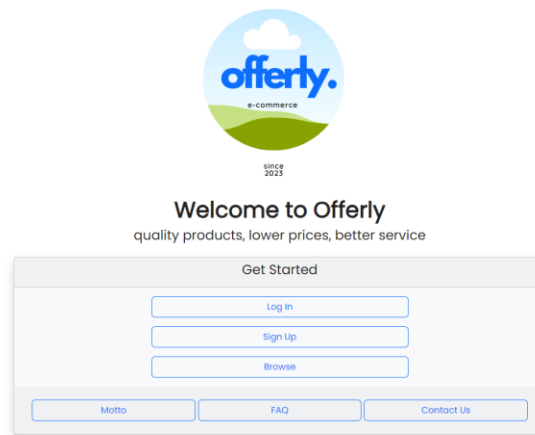 offerly.
e-commerce
since
2023
Welcome to Offerly
quality products, lower prices, better service
Get Started
Log In
Sign Up
Browse
Motto FAQ Contact Us